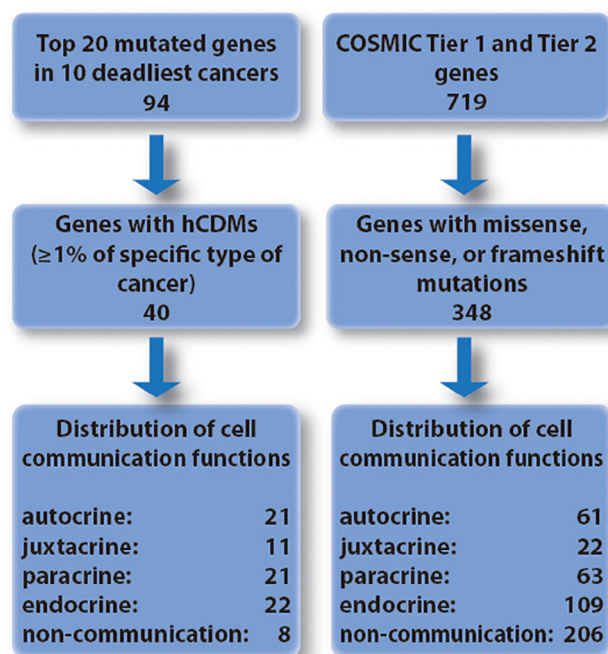 Top 20 mutated genes
in 10 deadliest cancers
94
COSMIC Tier 1 and Tier 2
genes
719
Genes with hCDMs
(≥1% of specific type of
cancer)
40
Genes with missense,
non-sense, or frameshift
mutations
348
Distribution of cell
communication functions
autocrine: 21
juxtacrine: 11
paracrine: 21
endocrine: 22
non-communication: 8
Distribution of cell
communication functions
autocrine: 61
juxtacrine: 22
paracrine: 63
endocrine: 109
non-communication: 206